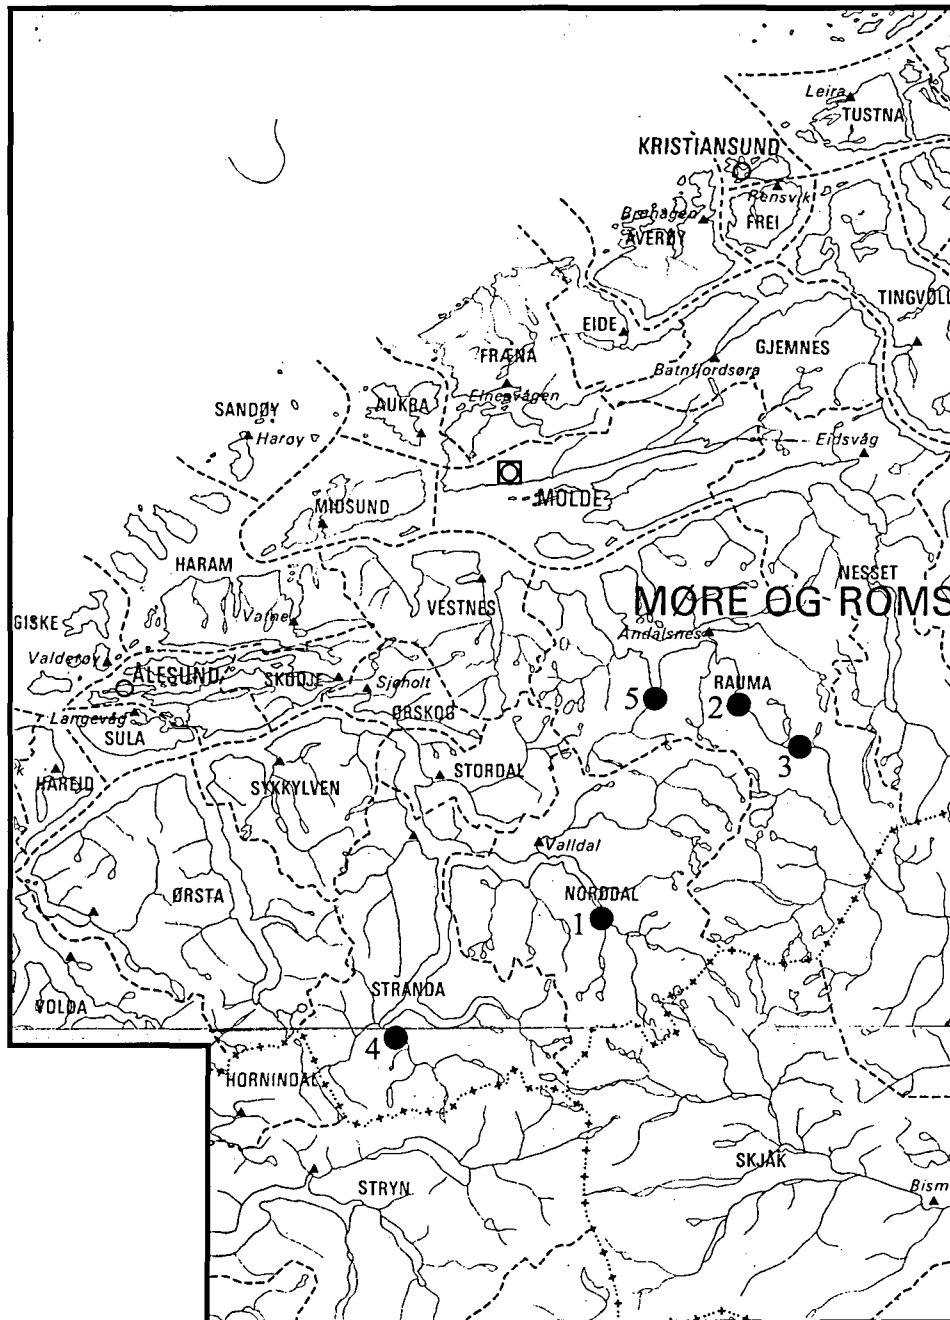 Leira
TUSTNA
KRISTIANSUND
Rensvik
FREI
Brehagen
AVERØY
TINGVOLL
EIDE
GJEMNES
FRÆNA
Batnfjordsøra
Elnesvågen
SANDØY
AUKRA
Harøy
Eidsvåg
MOLDE
MIDSUND
HARAM
NESSET
VESTNES
MØRE OG ROMS
GISKE
Vatne
Åndalsnes
Valderøy
ÅLESUND
SKODJE
Sjøholt
RAUMA
5
2
Langevåg
ØRSKOG
SULA
3
HAREID
SYKKYLVEN
STORDAL
Valldal
ØRSTA
NORDDAL
1
STRANDA
VOLDA
4
HORNINDAL
SKJÅK
STRYN
Bism